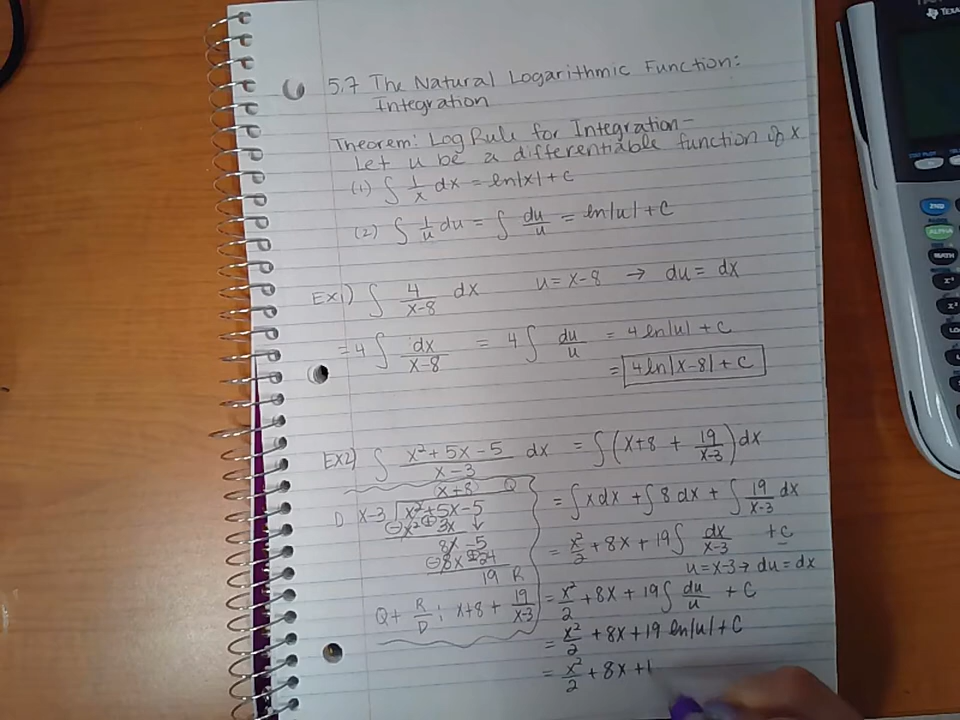 5.7 The Natural Logarithmic Function:
Integration
Theorem: Log Rule for Integration-
Let u be a differentiable function of x
(1) ∫ 1/x dx = ln|x| + C
(2) ∫ 1/u du = ∫ du/u = ln|u| + C
Ex1) ∫ 4/(x-8) dx u = x-8 → du = dx
= 4 ∫ dx/(x-8) = 4 ∫ du/u = 4 ln|u| + C
= 4 ln|x-8| + C
Ex2) ∫ (x² + 5x - 5)/(x - 3) dx = ∫ (x+8 + 19/(x-3)) dx
(x+8) Q
D x-3 x² + 5x - 5
x² 3x
8x - 5
8x 24
19 R
Q + R/D : x+8 + 19/(x-3)
= ∫ x dx + ∫ 8 dx + ∫ 19/(x-3) dx
= x²/2 + 8x + 19 ∫ dx/(x-3) + C
u = x-3 → du = dx
= x²/2 + 8x + 19 ∫ du/u + C
= x²/2 + 8x + 19 ln|u| + C
= x²/2 + 8x + 1
TEXAS
2ND
ALPHA
MATH